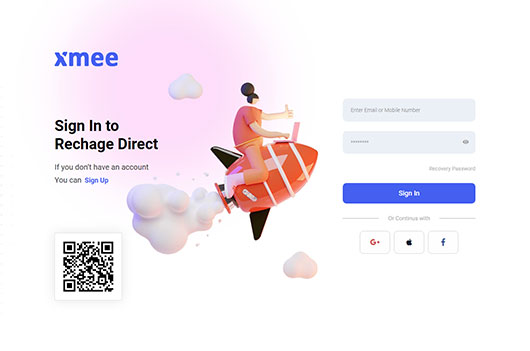 xmee
Sign In to
Rechage Direct
If you don't have an account
You can Sign Up
Enter Email or Mobile Number
Recovery Password
Sign In
Or Continue with
G+
f